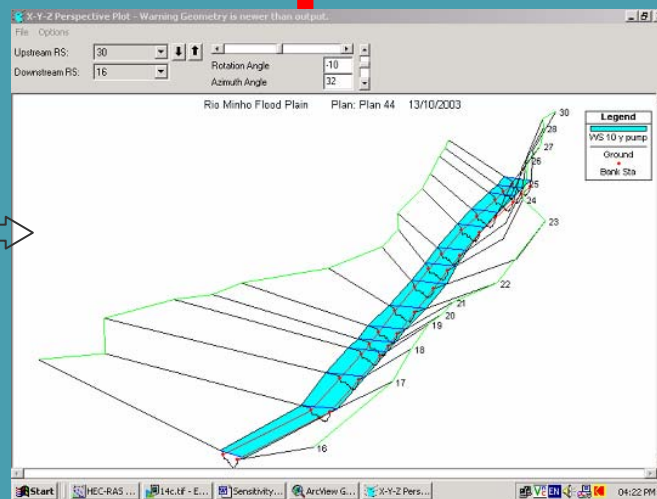 X-Y-Z Perspective Plot - Warning Geometry is newer than output.
File Options
Upstream RS: 30
Rotation Angle -10
Downstream RS: 16
Azimuth Angle 32
Rio Minho Flood Plain Plan: Plan 44 13/10/2003
Legend
WS 10 y pump
Ground
Bank Sta
30
28
27
26
25
24
23
22
21
20
19
18
17
16
Start HEC-RAS ... 14c.tif - E... Sensitivity... ArcView G... X-Y-Z Pers... EN 04:22 PM